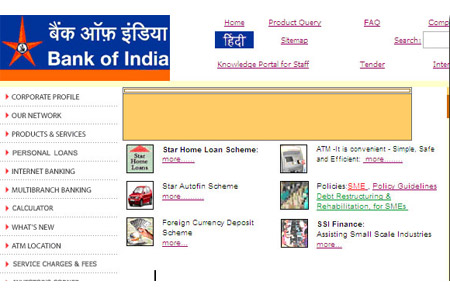 बैंक ऑफ़ इंडिया
Bank of India
Home Product Query FAQ
हिंदी Sitemap Search:
Knowledge Portal for Staff Tender
CORPORATE PROFILE
OUR NETWORK
PRODUCTS & SERVICES
PERSONAL LOANS
INTERNET BANKING
MULTIBRANCH BANKING
CALCULATOR
WHAT'S NEW
ATM LOCATION
SERVICE CHARGES & FEES
Star Home Loans
Star Home Loan Scheme:
more......
ATM -It is convenient - Simple, Safe
and Efficient: more.......
Star Autofin Scheme
more.........
Policies:SME , Policy Guidelines
Debt Restructuring &
Rehabilitation, for SMEs
Foreign Currency Deposit
Scheme
more...
SSI Finance:
Assisting Small Scale Industries
more...